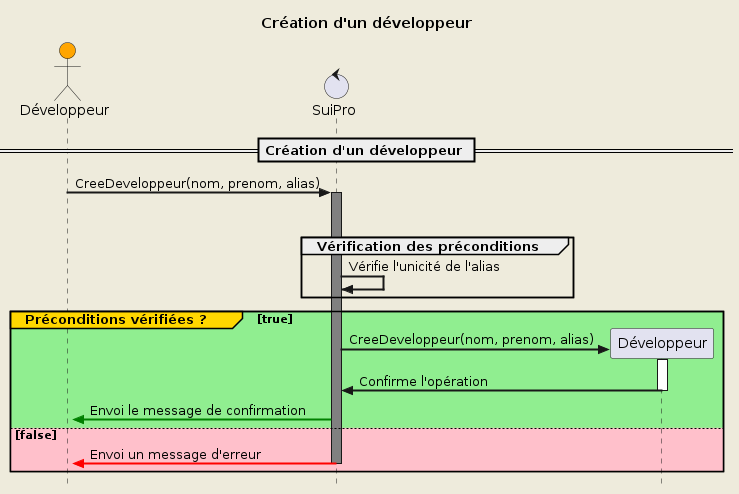 Création d'un développeur
Développeur
SuiPro
Création d'un développeur
CreeDeveloppeur(nom, prenom, alias)
Vérification des préconditions
Vérifie l'unicité de l'alias
Préconditions vérifiées ? [true]
CreeDeveloppeur(nom, prenom, alias)
Développeur
Confirme l'opération
Envoi le message de confirmation
[false]
Envoi un message d'erreur